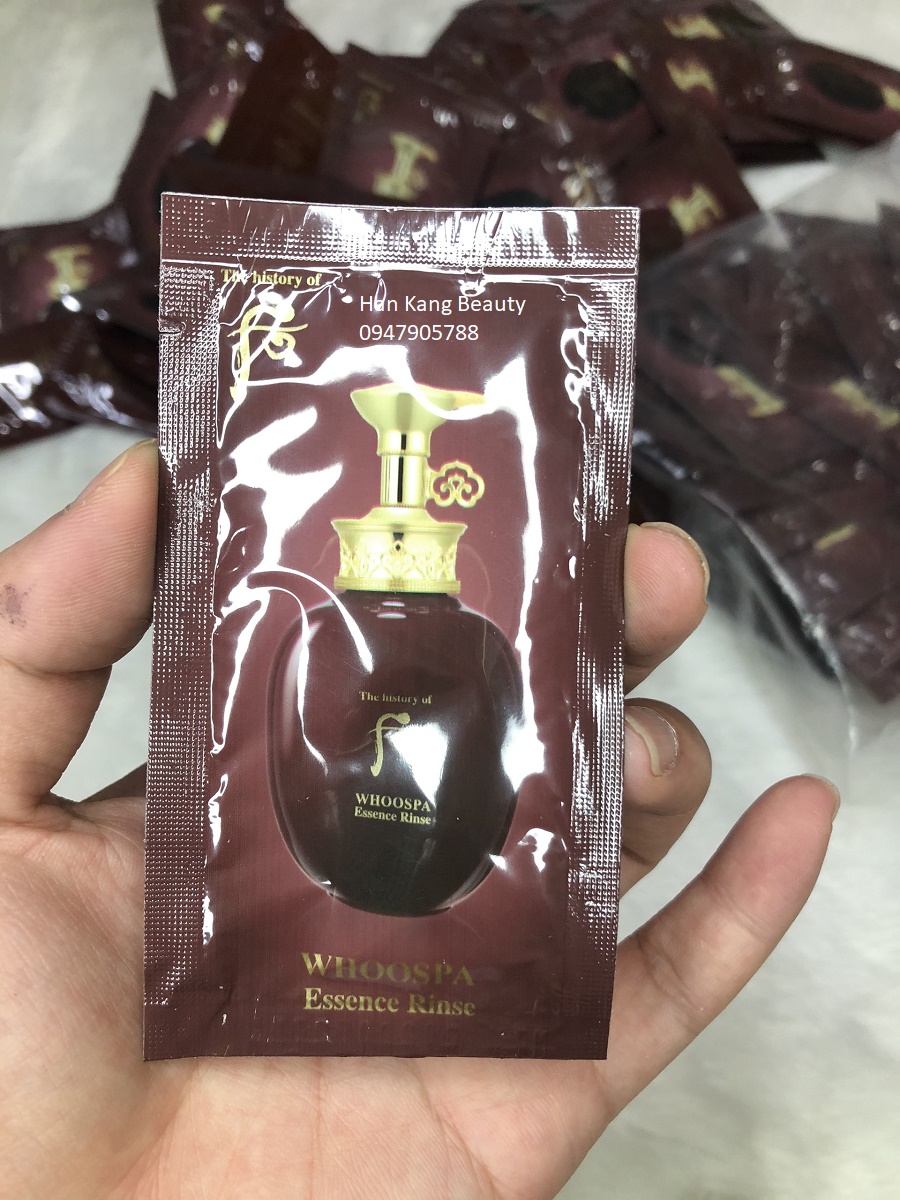 The history of
Han Kang Beauty
0947905788
The history of
WHOOSPA
Essence Rinse
WHOOSPA
Essence Rinse